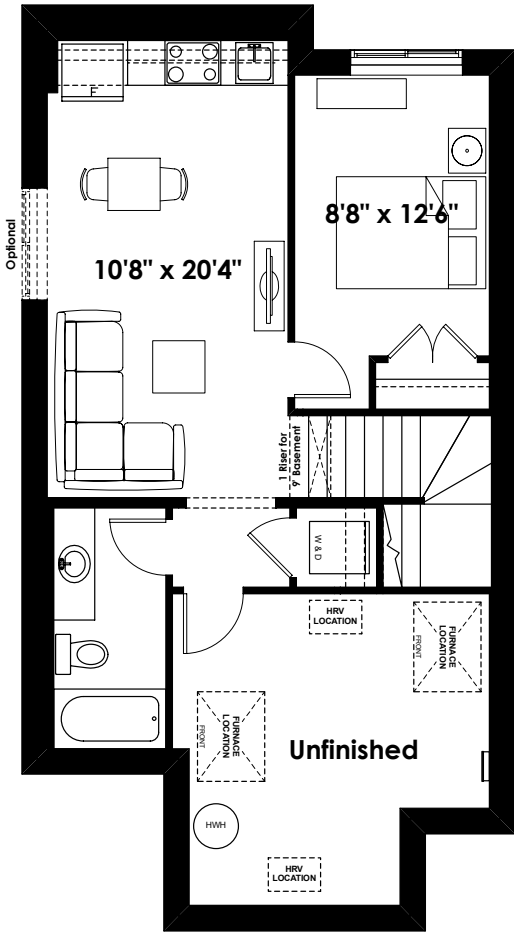 F
8'8" x 12'6"
Optional
10'8" x 20'4"
1 Riser for
9' Basement
W & D
HRV
LOCATION
FURNACE
LOCATION
FRONT
FURNACE
LOCATION
FRONT
Unfinished
HWH
HRV
LOCATION